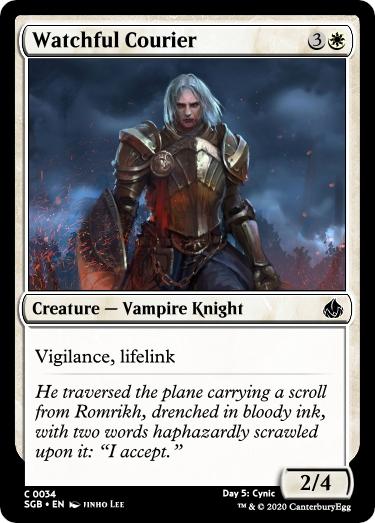 Watchful Courier 3
Creature — Vampire Knight
Vigilance, lifelink
He traversed the plane carrying a scroll
from Romrikh, drenched in bloody ink,
with two words haphazardly scrawled
upon it: “I accept.”
2/4
C 0034 Day 5: Cynic
SGB • EN JINHO LEE ™ & © 2020 CanterburyEgg